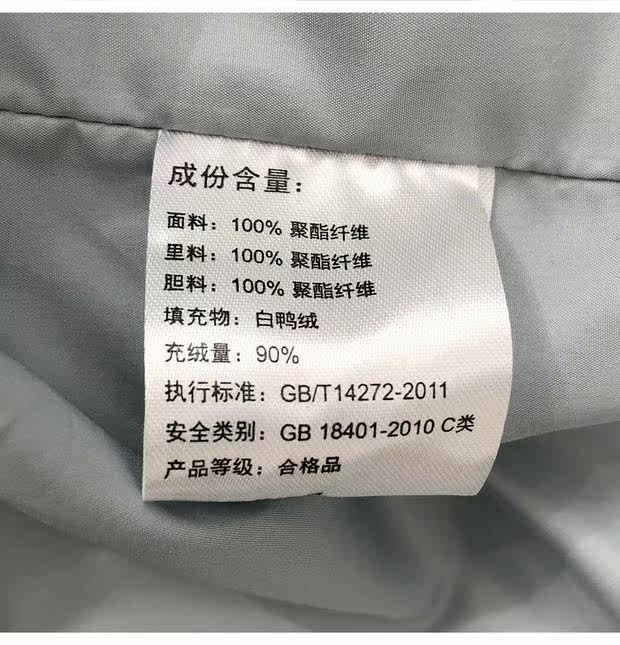 成份含量：
面料：100% 聚酯纤维
里料：100% 聚酯纤维
胆料：100% 聚酯纤维
填充物：白鸭绒
充绒量：90%
执行标准：GB/T14272-2011
安全类别：GB 18401-2010 C类
产品等级：合格品